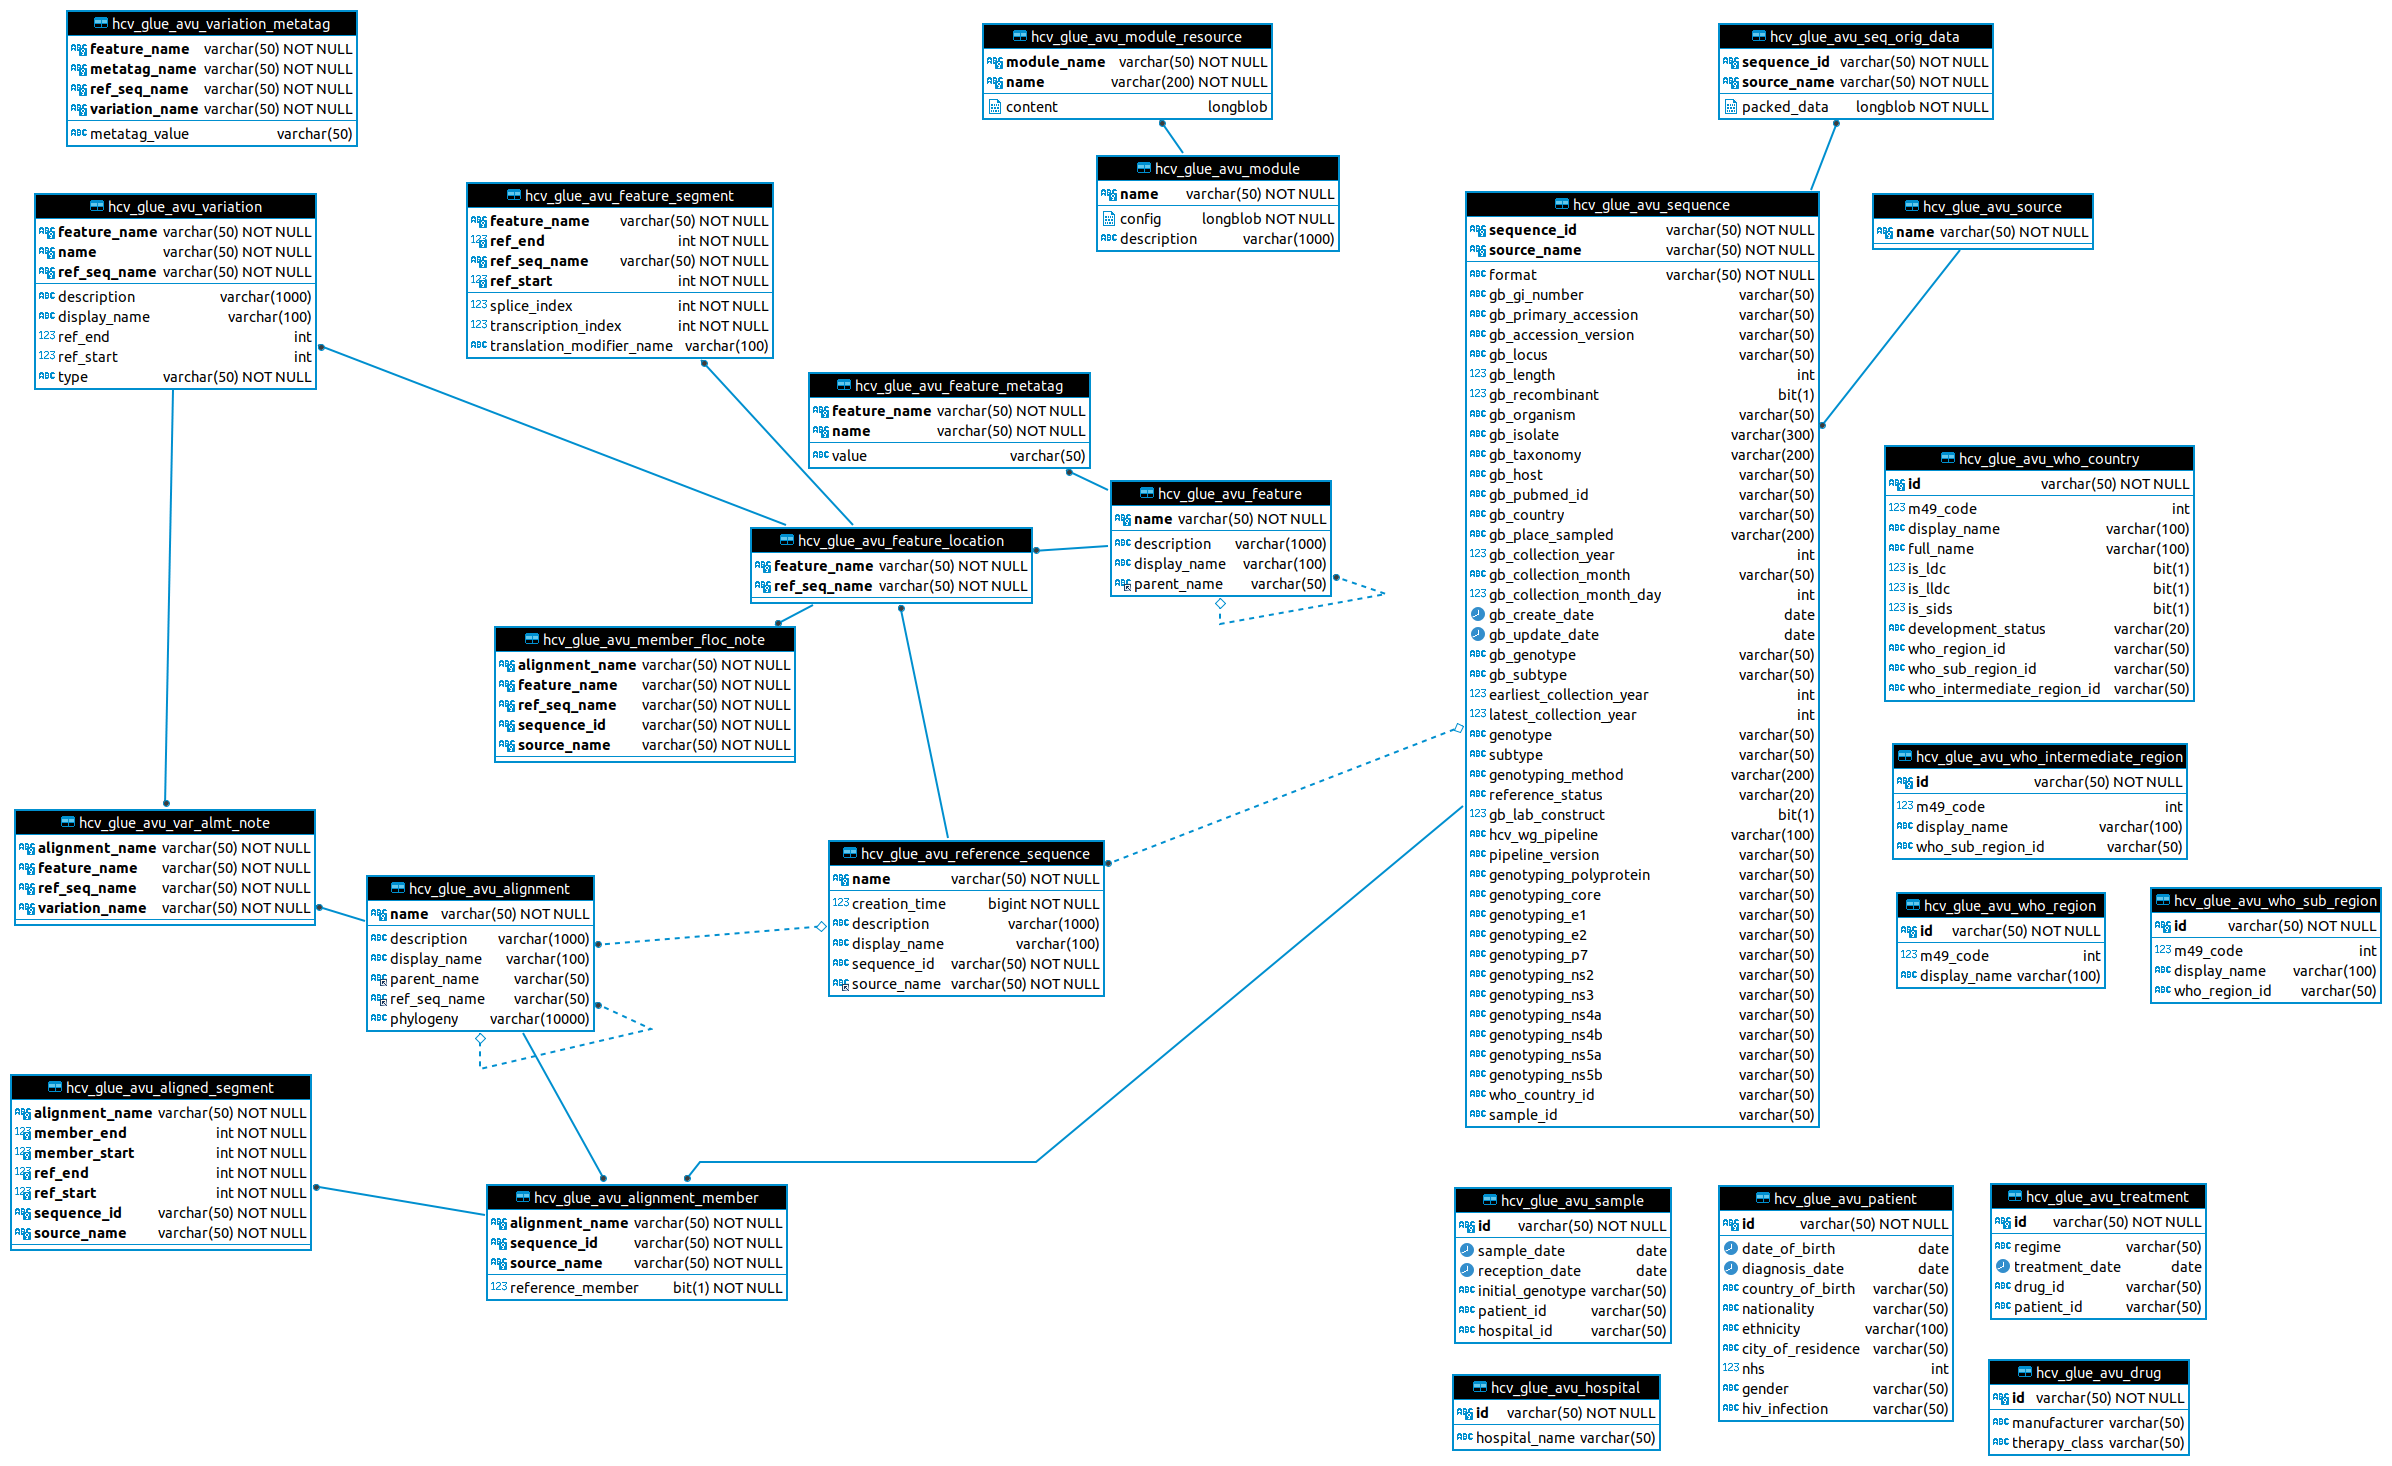 hcv_glue_avu_variation_metatag
feature_name varchar(50) NOT NULL
metatag_name varchar(50) NOT NULL
ref_seq_name varchar(50) NOT NULL
variation_name varchar(50) NOT NULL
metatag_value varchar(50)
hcv_glue_avu_module_resource
module_name varchar(50) NOT NULL
name varchar(200) NOT NULL
content longblob
hcv_glue_avu_seq_orig_data
sequence_id varchar(50) NOT NULL
source_name varchar(50) NOT NULL
packed_data longblob NOT NULL
hcv_glue_avu_module
name varchar(50) NOT NULL
config longblob NOT NULL
description varchar(1000)
hcv_glue_avu_variation
feature_name varchar(50) NOT NULL
name varchar(50) NOT NULL
ref_seq_name varchar(50) NOT NULL
description varchar(1000)
display_name varchar(100)
ref_end int
ref_start int
type varchar(50) NOT NULL
hcv_glue_avu_feature_segment
feature_name varchar(50) NOT NULL
ref_end int NOT NULL
ref_seq_name varchar(50) NOT NULL
ref_start int NOT NULL
splice_index int NOT NULL
transcription_index int NOT NULL
translation_modifier_name varchar(100)
hcv_glue_avu_sequence
sequence_id varchar(50) NOT NULL
source_name varchar(50) NOT NULL
format varchar(50) NOT NULL
gb_gi_number varchar(50)
gb_primary_accession varchar(50)
gb_accession_version varchar(50)
gb_locus varchar(50)
gb_length int
gb_recombinant bit(1)
gb_organism varchar(50)
gb_isolate varchar(300)
gb_taxonomy varchar(200)
gb_host varchar(50)
gb_pubmed_id varchar(50)
gb_country varchar(50)
gb_place_sampled varchar(200)
gb_collection_year int
gb_collection_month varchar(50)
gb_collection_month_day int
gb_create_date date
gb_update_date date
gb_genotype varchar(50)
gb_subtype varchar(50)
earliest_collection_year int
latest_collection_year int
genotype varchar(50)
subtype varchar(50)
genotyping_method varchar(200)
reference_status varchar(20)
gb_lab_construct bit(1)
hcv_wg_pipeline varchar(100)
pipeline_version varchar(50)
genotyping_polyprotein varchar(50)
genotyping_core varchar(50)
genotyping_e1 varchar(50)
genotyping_e2 varchar(50)
genotyping_p7 varchar(50)
genotyping_ns2 varchar(50)
genotyping_ns3 varchar(50)
genotyping_ns4a varchar(50)
genotyping_ns4b varchar(50)
genotyping_ns5a varchar(50)
genotyping_ns5b varchar(50)
who_country_id varchar(50)
sample_id varchar(50)
hcv_glue_avu_source
name varchar(50) NOT NULL
hcv_glue_avu_feature_metatag
feature_name varchar(50) NOT NULL
name varchar(50) NOT NULL
value varchar(50)
hcv_glue_avu_feature
name varchar(50) NOT NULL
description varchar(1000)
display_name varchar(100)
parent_name varchar(50)
hcv_glue_avu_feature_location
feature_name varchar(50) NOT NULL
ref_seq_name varchar(50) NOT NULL
hcv_glue_avu_member_floc_note
alignment_name varchar(50) NOT NULL
feature_name varchar(50) NOT NULL
ref_seq_name varchar(50) NOT NULL
sequence_id varchar(50) NOT NULL
source_name varchar(50) NOT NULL
hcv_glue_avu_who_country
id varchar(50) NOT NULL
m49_code int
display_name varchar(100)
full_name varchar(100)
is_ldc bit(1)
is_lldc bit(1)
is_sids bit(1)
development_status varchar(20)
who_region_id varchar(50)
who_sub_region_id varchar(50)
who_intermediate_region_id varchar(50)
hcv_glue_avu_who_intermediate_region
id varchar(50) NOT NULL
m49_code int
display_name varchar(100)
who_sub_region_id varchar(50)
hcv_glue_avu_var_almt_note
alignment_name varchar(50) NOT NULL
feature_name varchar(50) NOT NULL
ref_seq_name varchar(50) NOT NULL
variation_name varchar(50) NOT NULL
hcv_glue_avu_alignment
name varchar(50) NOT NULL
description varchar(1000)
display_name varchar(100)
parent_name varchar(50)
ref_seq_name varchar(50)
phylogeny varchar(10000)
hcv_glue_avu_reference_sequence
name varchar(50) NOT NULL
creation_time bigint NOT NULL
description varchar(1000)
display_name varchar(100)
sequence_id varchar(50) NOT NULL
source_name varchar(50) NOT NULL
hcv_glue_avu_who_region
id varchar(50) NOT NULL
m49_code int
display_name varchar(100)
hcv_glue_avu_who_sub_region
id varchar(50) NOT NULL
m49_code int
display_name varchar(100)
who_region_id varchar(50)
hcv_glue_avu_aligned_segment
alignment_name varchar(50) NOT NULL
member_end int NOT NULL
member_start int NOT NULL
ref_end int NOT NULL
ref_start int NOT NULL
sequence_id varchar(50) NOT NULL
source_name varchar(50) NOT NULL
hcv_glue_avu_alignment_member
alignment_name varchar(50) NOT NULL
sequence_id varchar(50) NOT NULL
source_name varchar(50) NOT NULL
reference_member bit(1) NOT NULL
hcv_glue_avu_sample
id varchar(50) NOT NULL
sample_date date
reception_date date
initial_genotype varchar(50)
patient_id varchar(50)
hospital_id varchar(50)
hcv_glue_avu_patient
id varchar(50) NOT NULL
date_of_birth date
diagnosis_date date
country_of_birth varchar(50)
nationality varchar(50)
ethnicity varchar(100)
city_of_residence varchar(50)
nhs int
gender varchar(50)
hiv_infection varchar(50)
hcv_glue_avu_treatment
id varchar(50) NOT NULL
regime varchar(50)
treatment_date date
drug_id varchar(50)
patient_id varchar(50)
hcv_glue_avu_hospital
id varchar(50) NOT NULL
hospital_name varchar(50)
hcv_glue_avu_drug
id varchar(50) NOT NULL
manufacturer varchar(50)
therapy_class varchar(50)